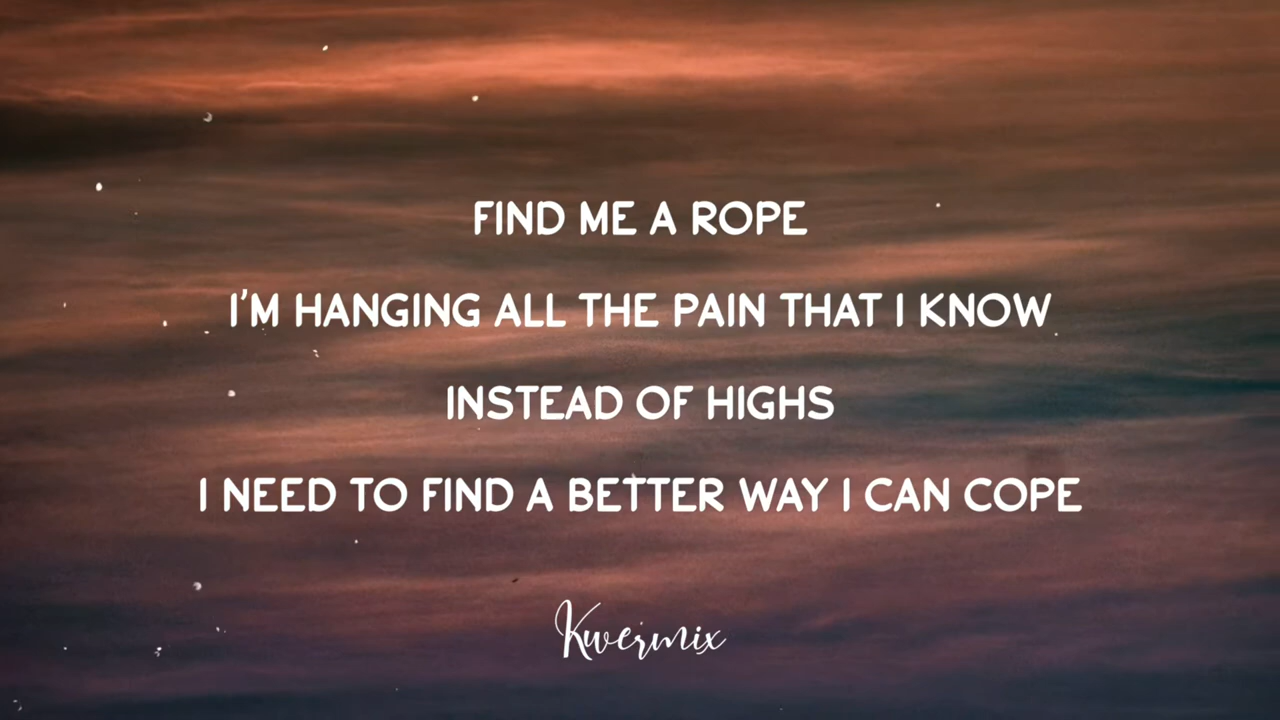 FIND ME A ROPE
I'M HANGING ALL THE PAIN THAT I KNOW
INSTEAD OF HIGHS
I NEED TO FIND A BETTER WAY I CAN COPE
Kwermix